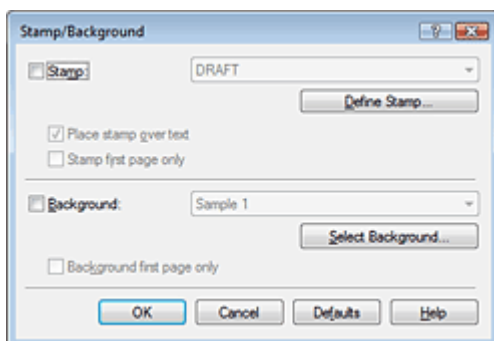 Stamp/Background
Stamp: DRAFT
Define Stamp...
Place stamp over text
Stamp first page only
Background: Sample 1
Select Background...
Background first page only
OK Cancel Defaults Help